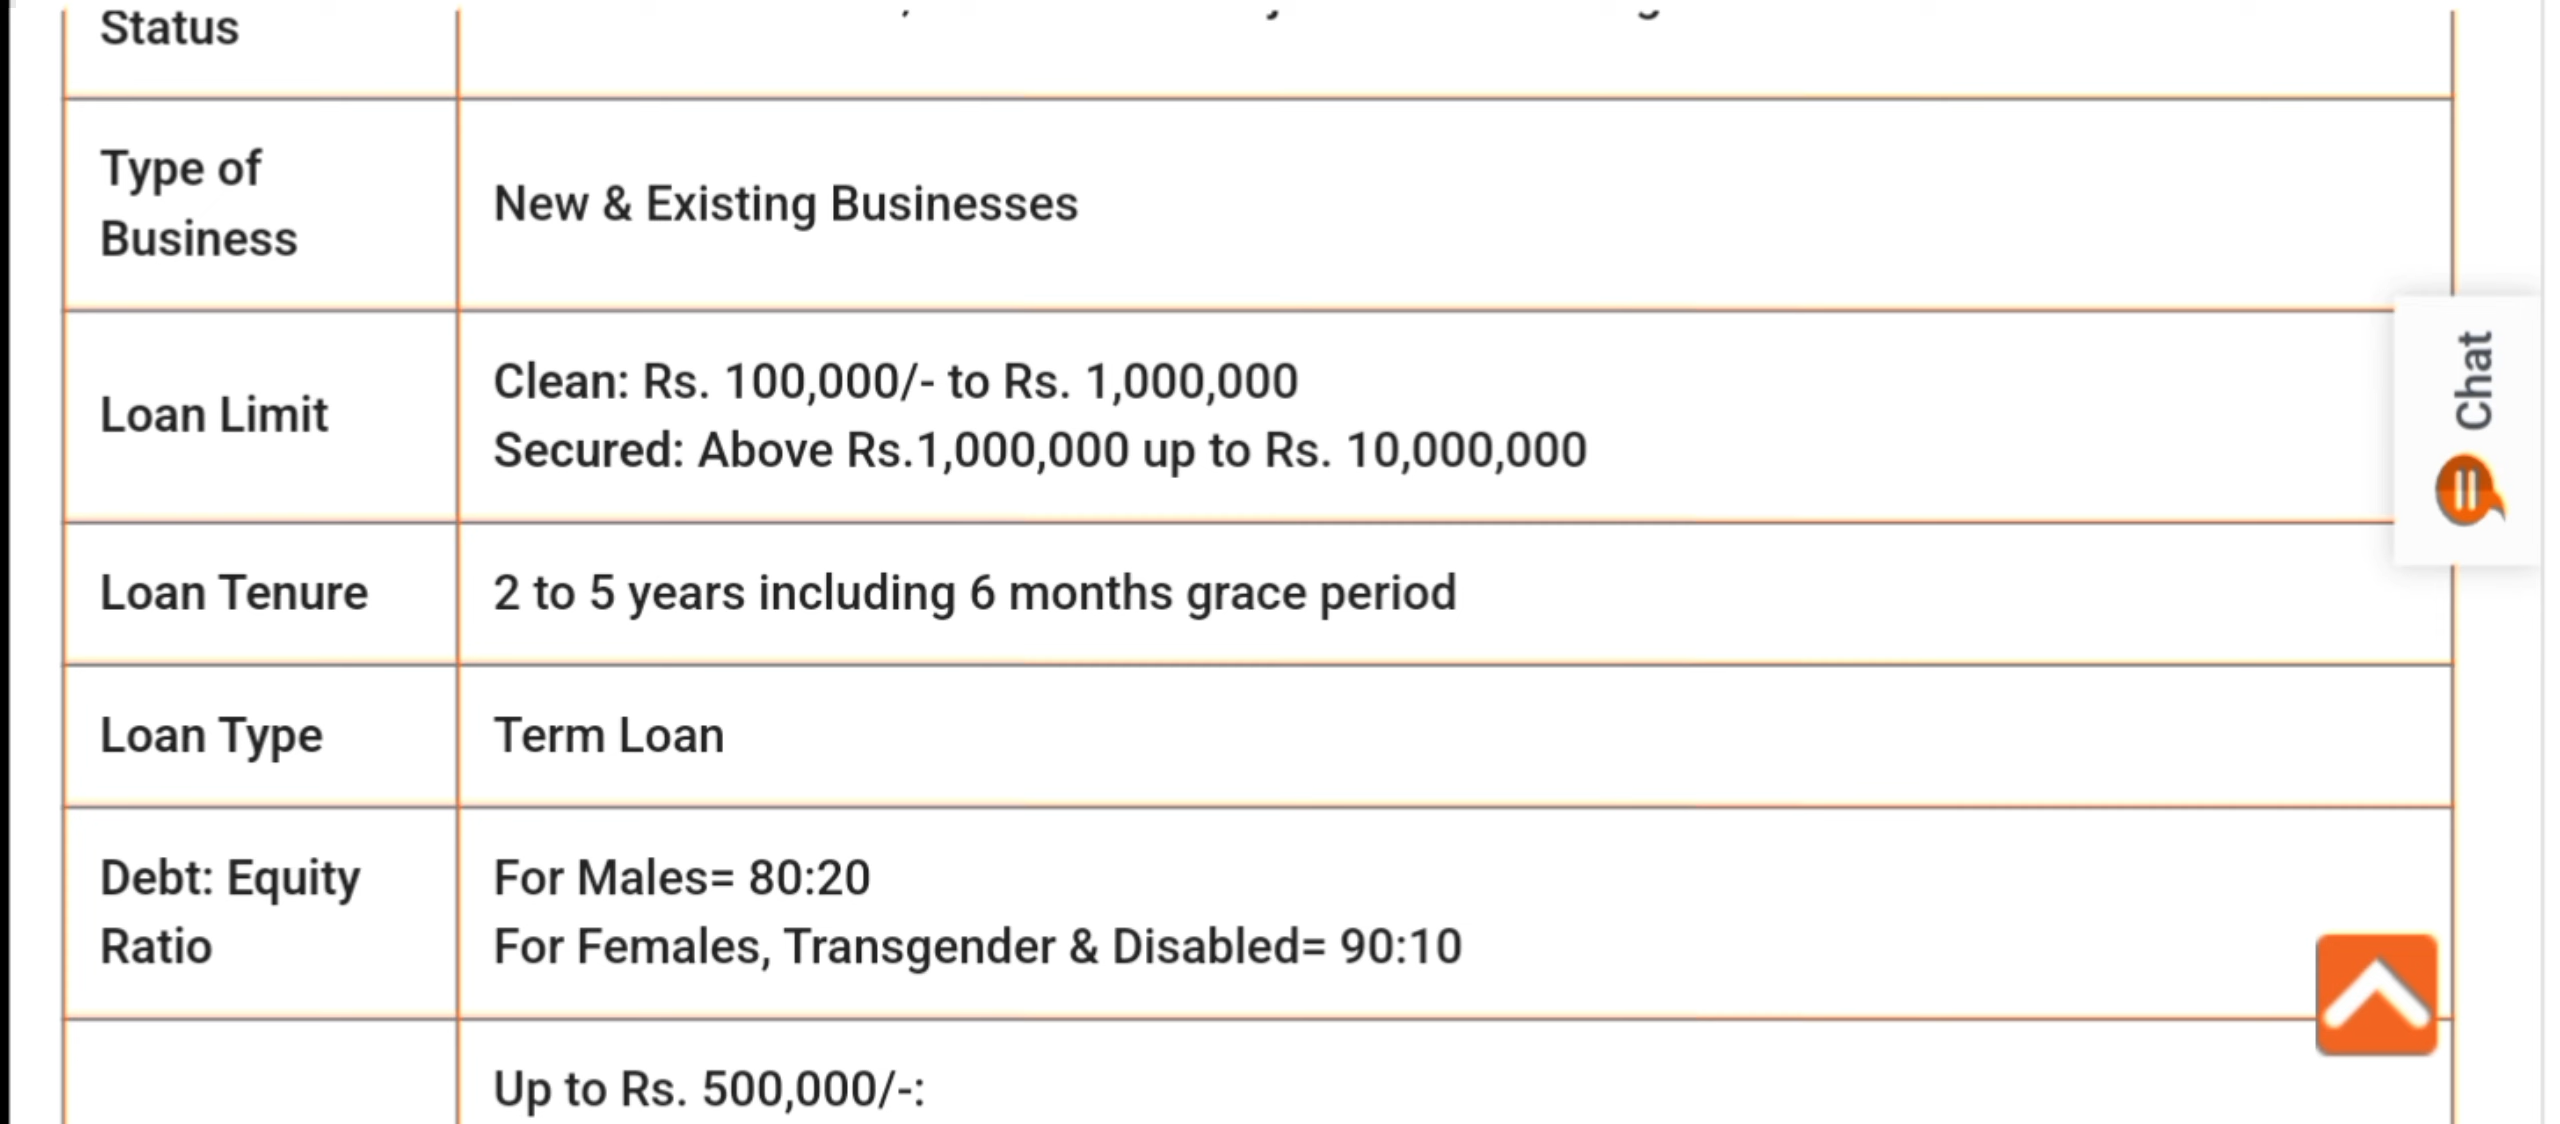 Status
Type of
Business
New & Existing Businesses
Loan Limit
Clean: Rs. 100,000/- to Rs. 1,000,000
Secured: Above Rs.1,000,000 up to Rs. 10,000,000
Chat
Loan Tenure
2 to 5 years including 6 months grace period
Loan Type
Term Loan
Debt: Equity
Ratio
For Males= 80:20
For Females, Transgender & Disabled= 90:10
Up to Rs. 500,000/-: